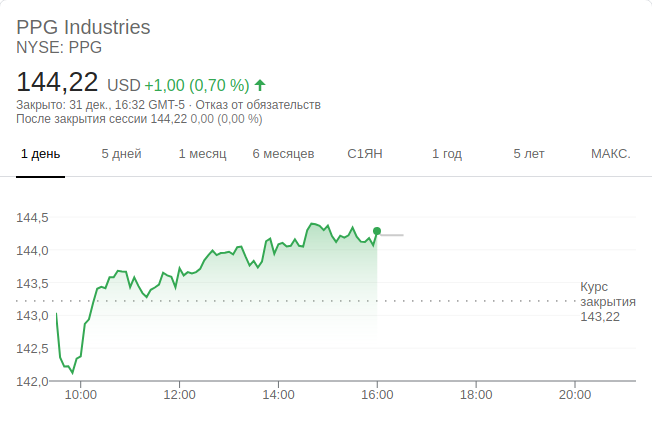 PPG Industries
NYSE: PPG
144,22 USD +1,00 (0,70 %)
Закрыто: 31 дек., 16:32 GMT-5 · Отказ от обязательств
После закрытия сессии 144,22 0,00 (0,00 %)
1 день 5 дней 1 месяц 6 месяцев С1ЯН 1 год 5 лет МАКС.
144,5
144,0
143,5
143,0
142,5
142,0
Курс
закрытия
143,22
10:00 12:00 14:00 16:00 18:00 20:00